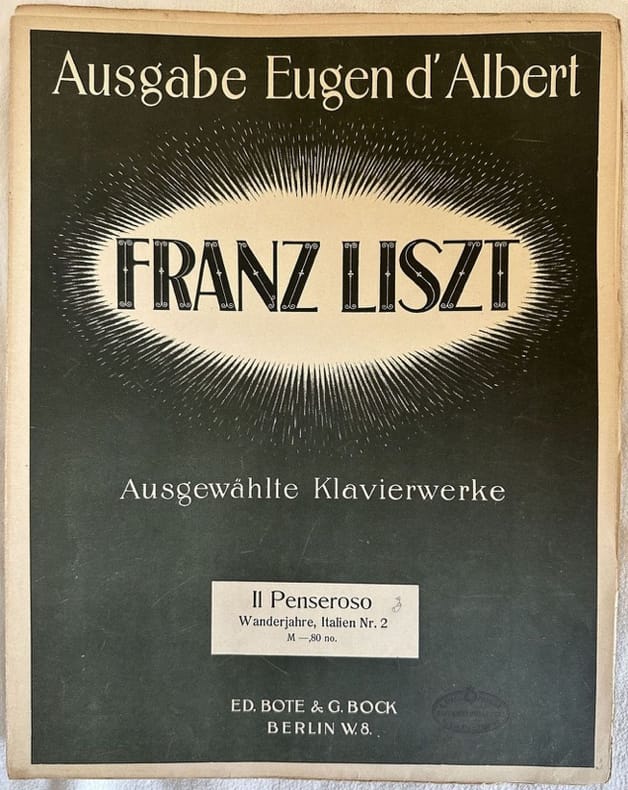 Ausgabe Eugen d'Albert
FRANZ LISZT
Ausgewählte Klavierwerke
Il Penseroso
Wanderjahre, Italien Nr. 2
M —,80 no.
ED. BOTE & G. BOCK
BERLIN W. 8.